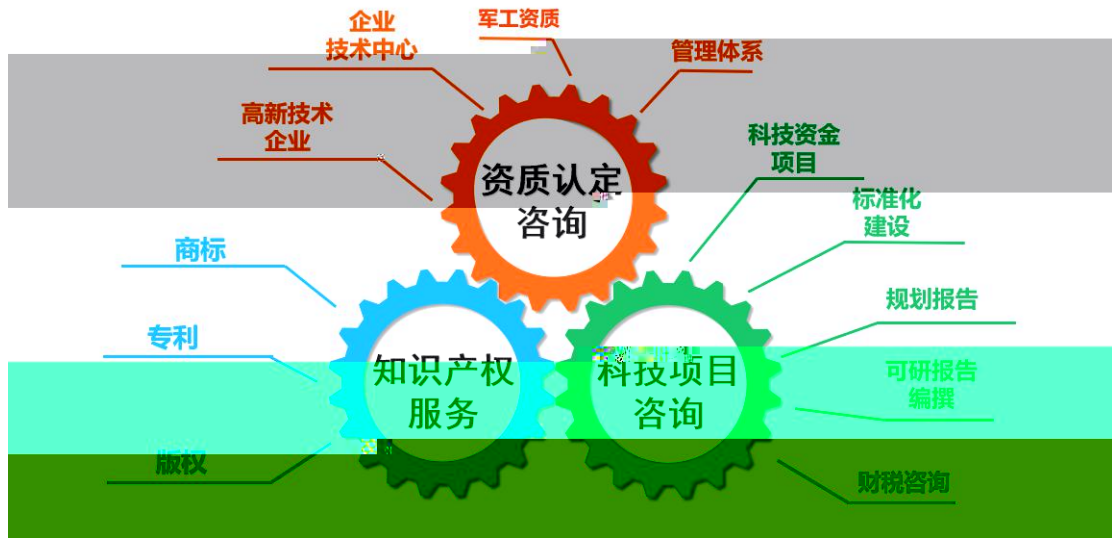 企业
技术中心
军工资质
管理体系
高新技术
企业
资质认定
咨询
科技资金
项目
标准化
建设
规划报告
可研报告
编撰
财税咨询
商标
专利
版权
知识产权
服务
科技项目
咨询